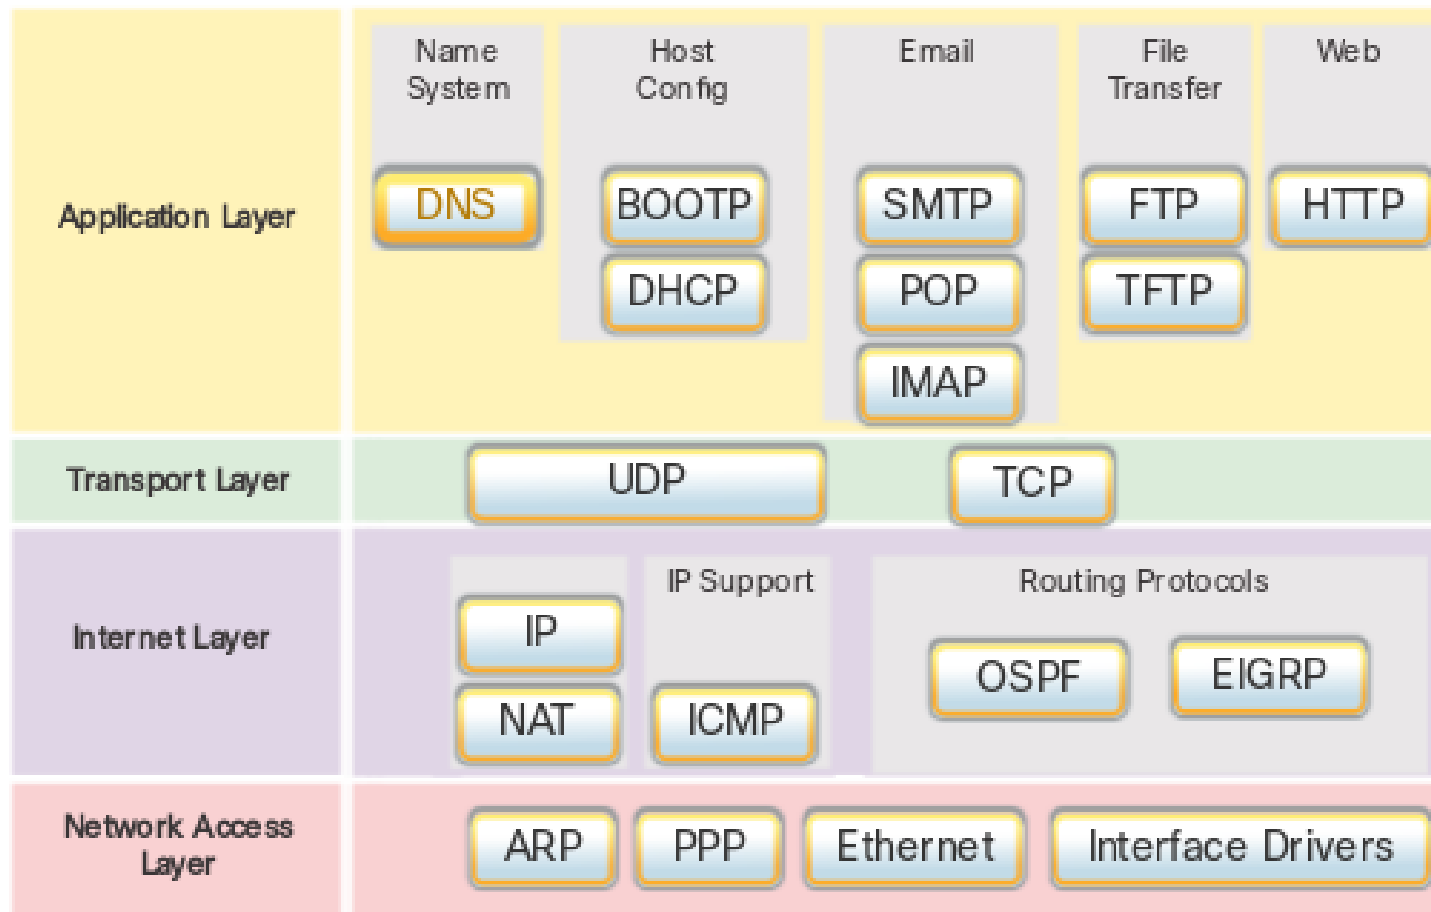 Name
System
Host
Config
Email
File
Transfer
Web
Application Layer
DNS
BOOTP
SMTP
FTP
HTTP
DHCP
POP
TFTP
IMAP
Transport Layer
UDP
TCP
Internet Layer
IP Support
Routing Protocols
IP
OSPF
EIGRP
NAT
ICMP
Network Access
Layer
ARP
PPP
Ethernet
Interface Drivers